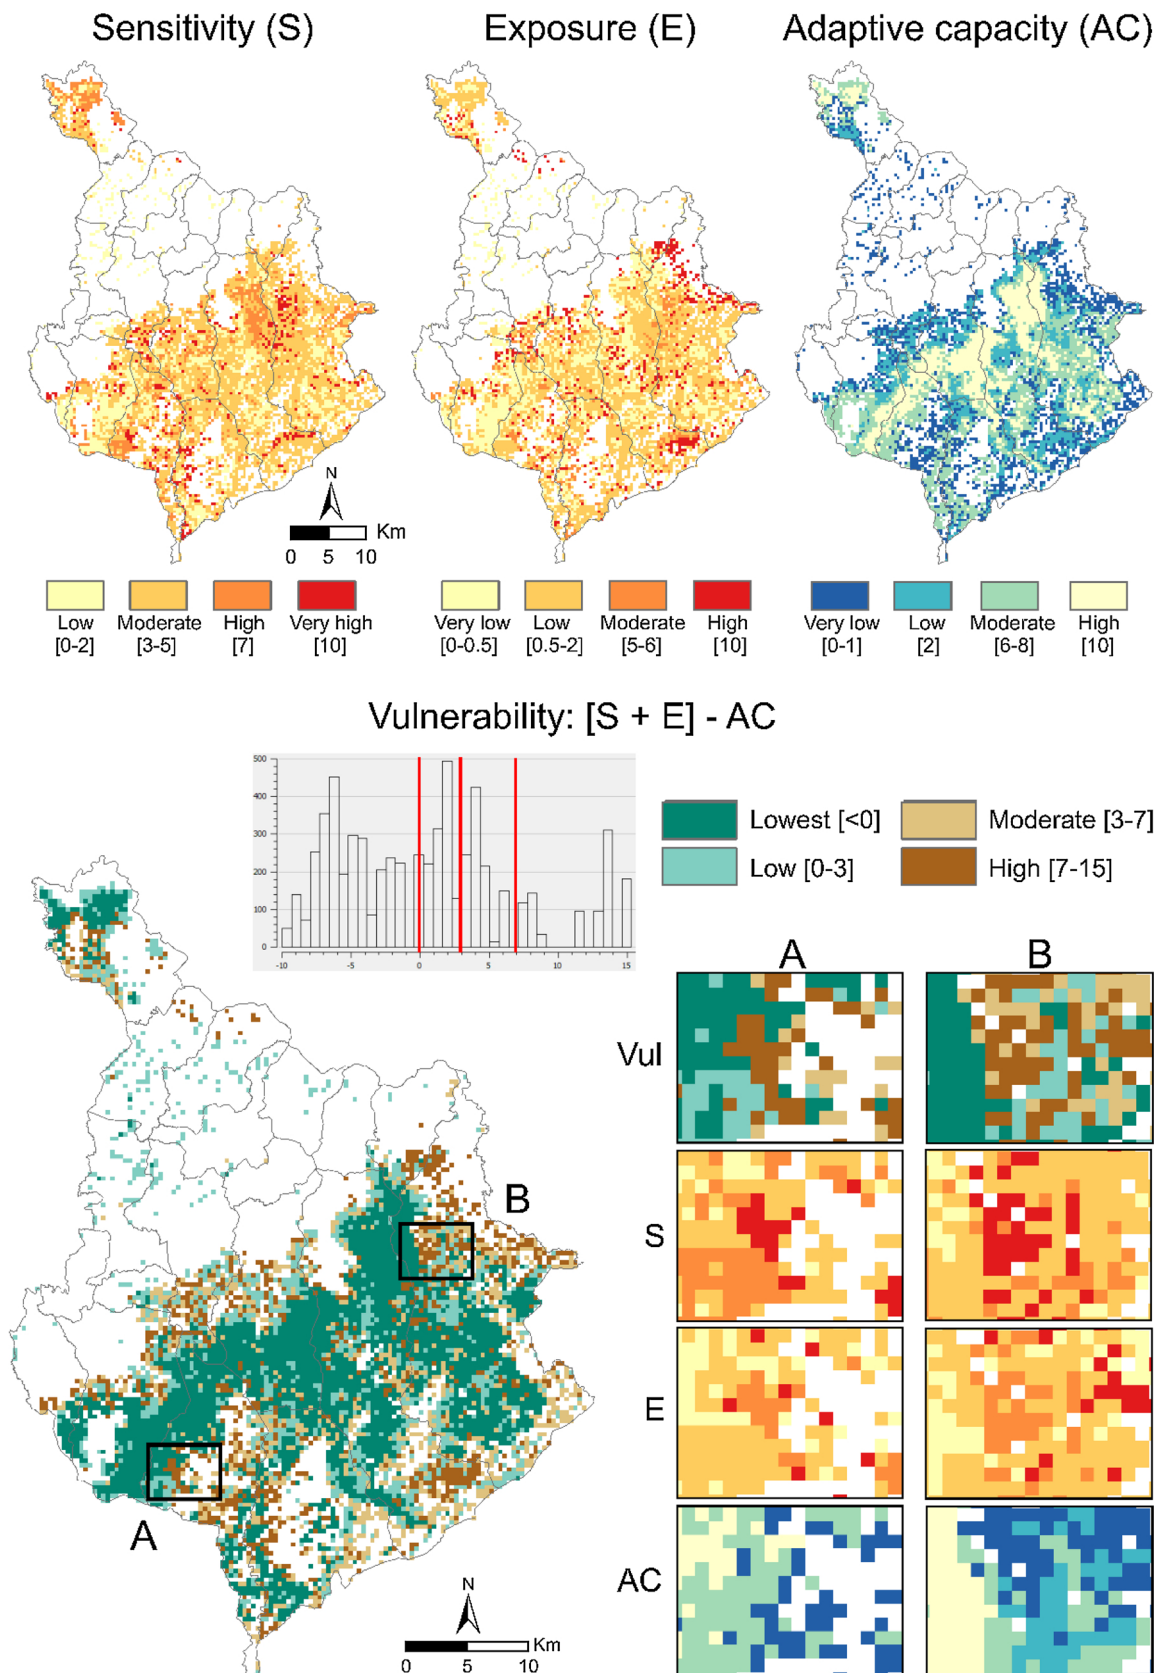 Sensitivity (S) Exposure (E) Adaptive capacity (AC)
N
Km
0 5 10
Low Moderate High Very high
[0-2] [3-5] [7] [10]
Very low Low Moderate High
[0-0.5] [0.5-2] [5-6] [10]
Very low Low Moderate High
[0-1] [2] [6-8] [10]
Vulnerability: [S + E] - AC
500
400
300
200
100
0
-10 -5 0 5 10 15
Lowest [<0] Moderate [3-7]
Low [0-3] High [7-15]
A B
Vul
S
E
AC
B
A
N
Km
0 5 10